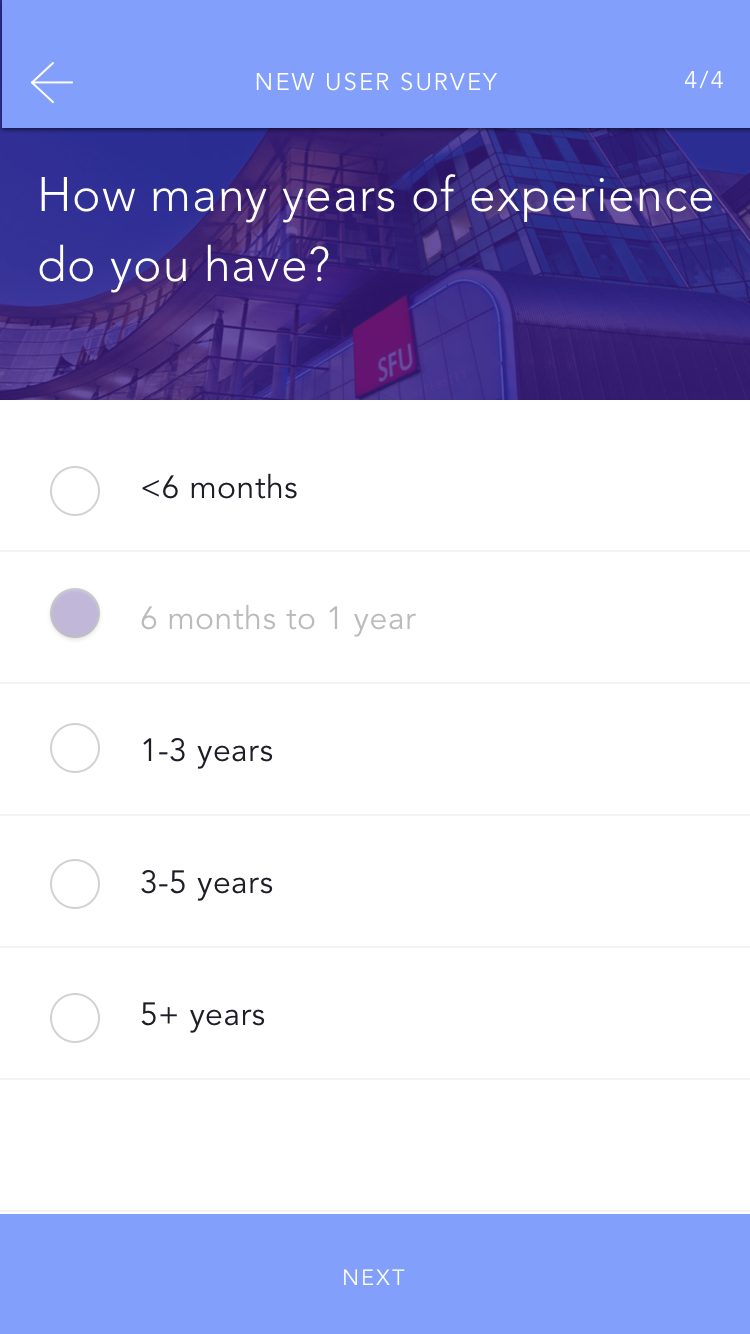 NEW USER SURVEY
4/4
How many years of experience
do you have?
SFU
<6 months
6 months to 1 year
1-3 years
3-5 years
5+ years
NEXT